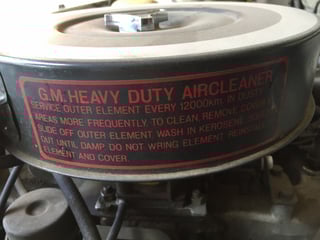 G.M. HEAVY DUTY AIRCLEANER
SERVICE OUTER ELEMENT EVERY 12000km IN DUSTY
AREAS MORE FREQUENTLY. TO CLEAN, REMOVE COVER &
SLIDE OFF OUTER ELEMENT WASH IN KEROSENE
OUT UNTIL DAMP. DO NOT WRING ELEMENT REINSTALL
ELEMENT AND COVER.